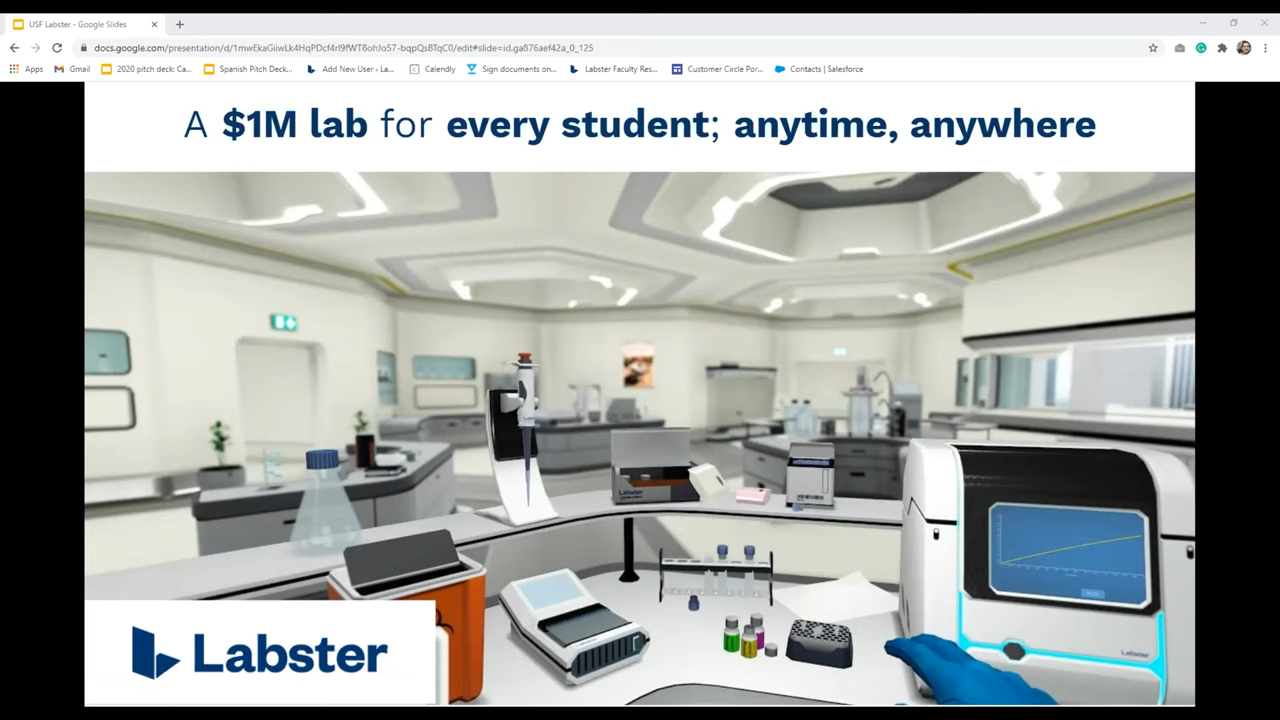 USF Labster - Google Slides
docs.google.com/presentation/d/1mwEkaGiiwLk4HqPDcf4rI9fWT8ohJo57-bqpQsBTqC0/edit#slide=id.ga876aef42a_0_125
Apps Gmail 2020 pitch deck: Ca... Spanish Pitch Deck... Add New User ‹ La... Calendly Sign documents on... Labster Faculty Res... Customer Circle Por... Contacts | Salesforce
A $1M lab for every student; anytime, anywhere
Labster
Labster
Labster